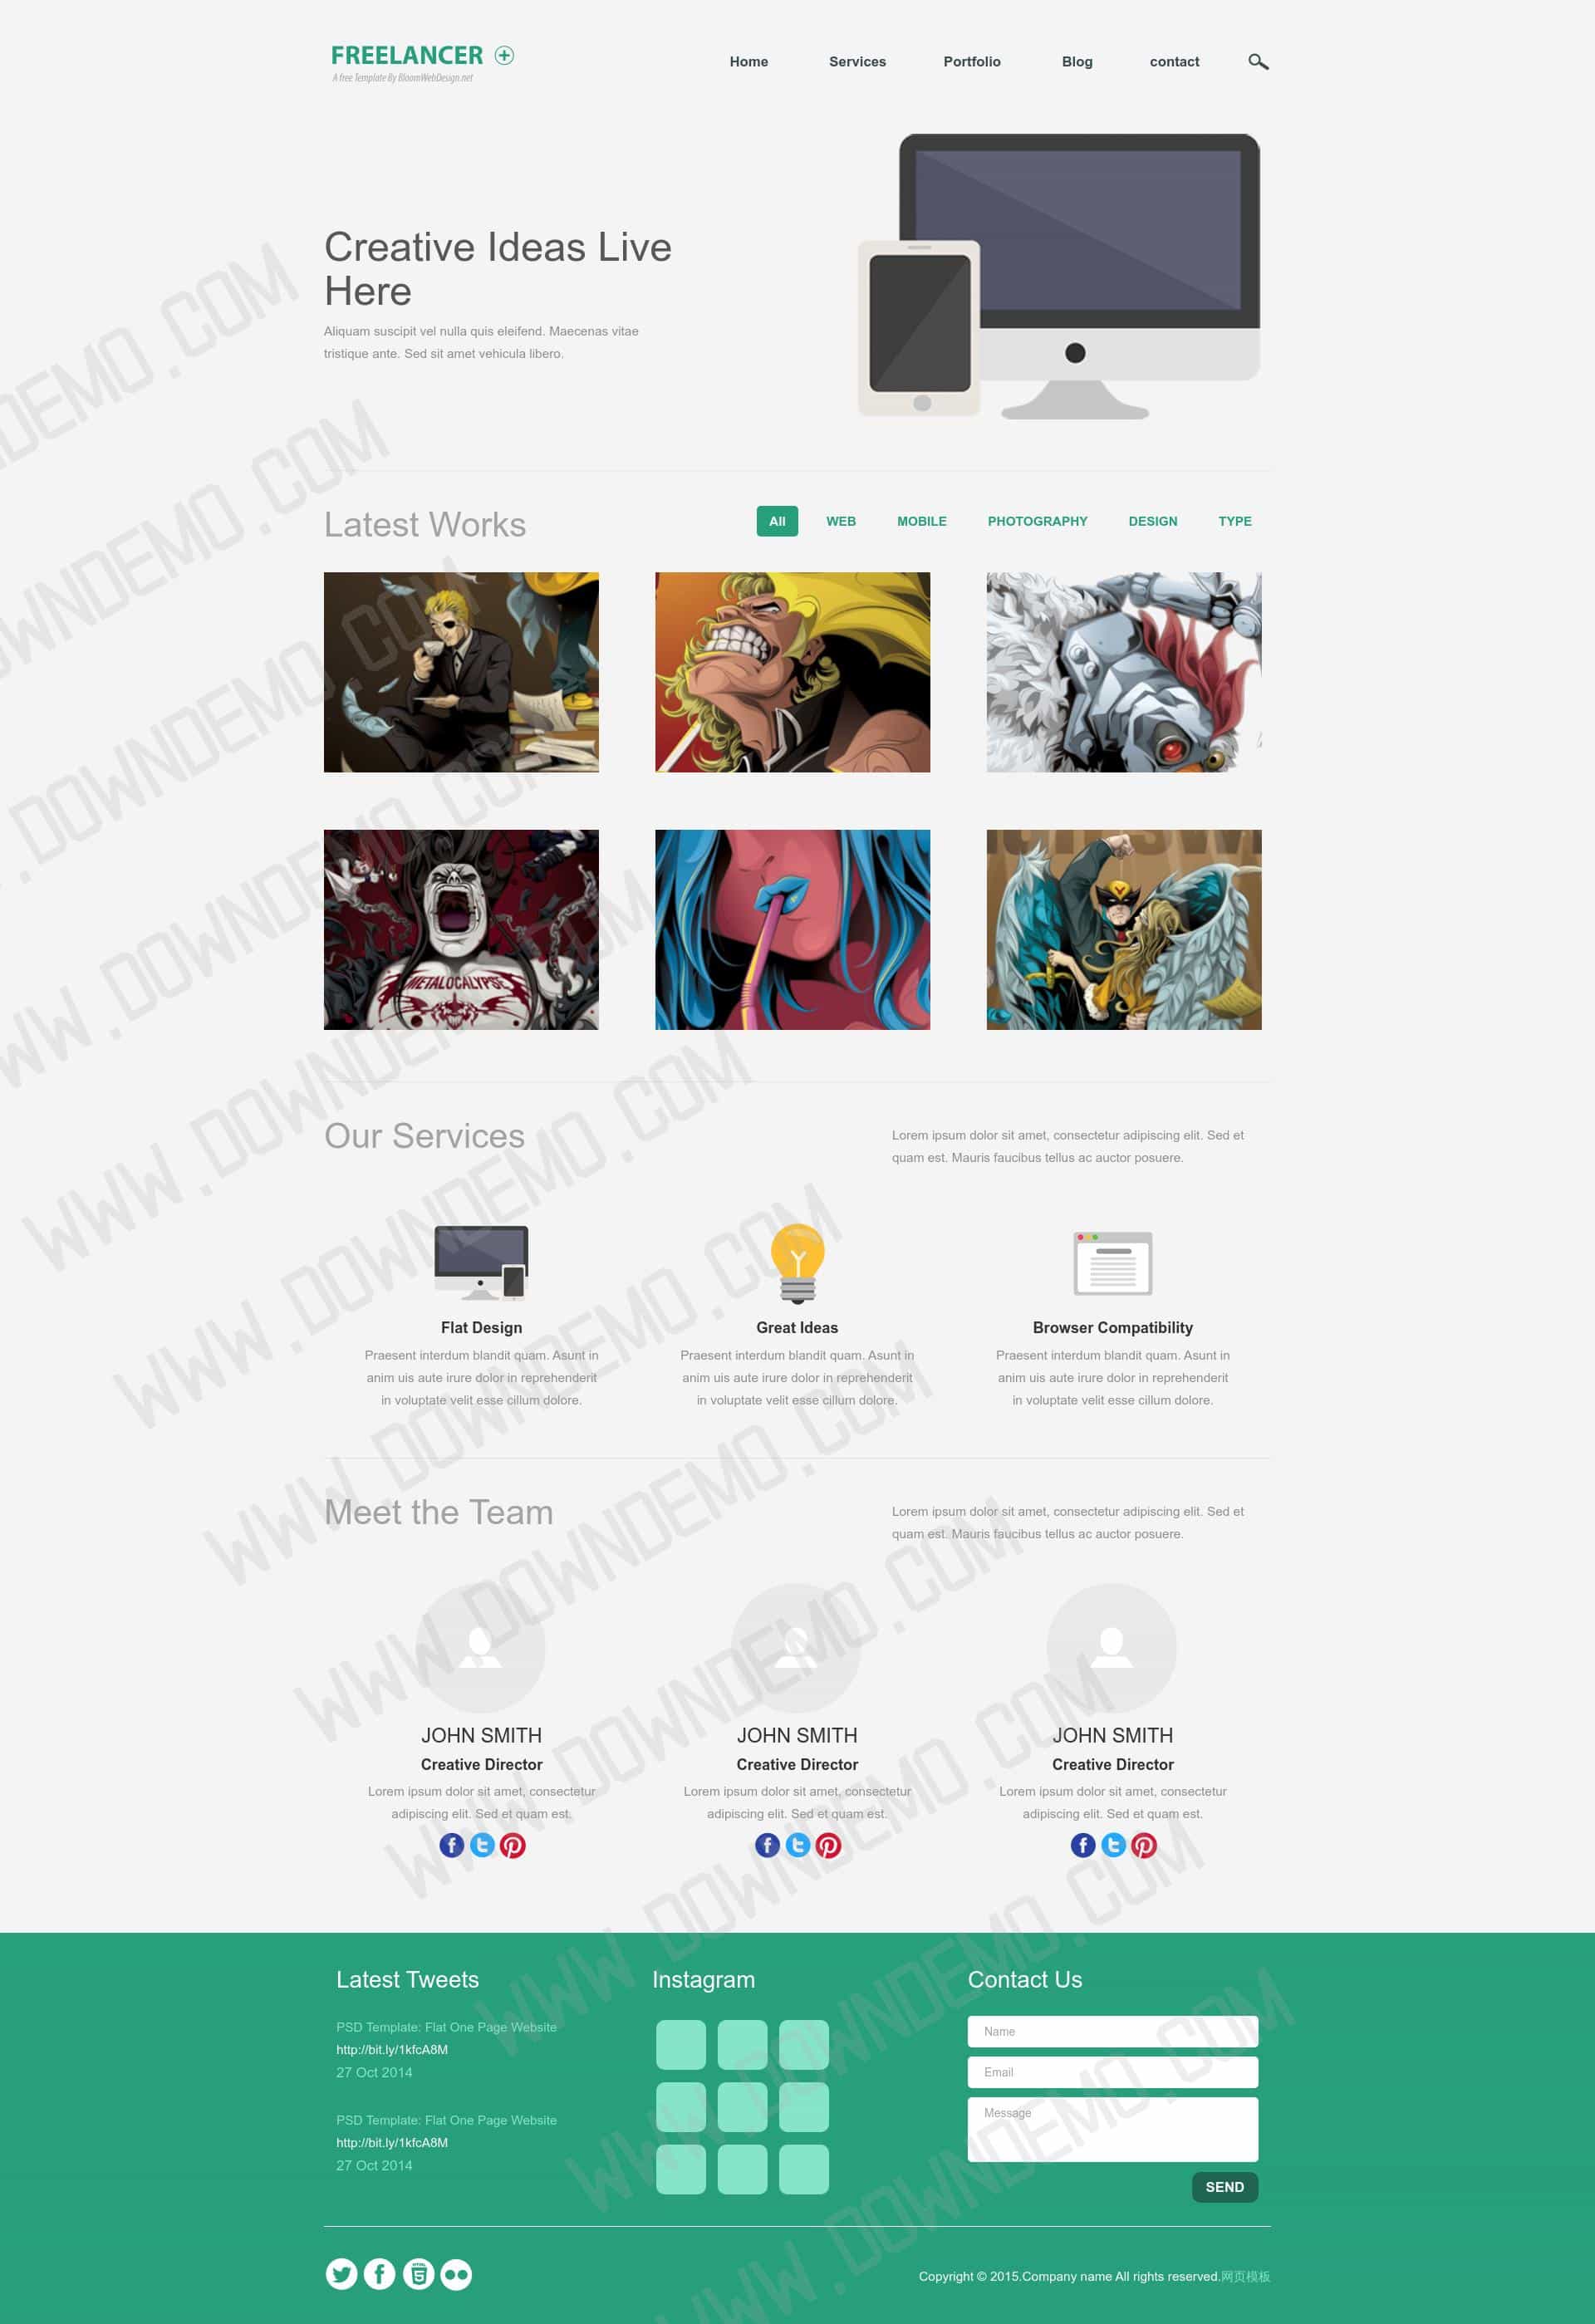 FREELANCER
A free Template By BloomWebDesign.net
Home Services Portfolio Blog contact
Creative Ideas Live
Here
Aliquam suscipit vel nulla quis eleifend. Maecenas vitae
tristique ante. Sed sit amet vehicula libero.
Latest Works
All WEB MOBILE PHOTOGRAPHY DESIGN TYPE
METALOCALYPSE
Our Services
Lorem ipsum dolor sit amet, consectetur adipiscing elit. Sed et
quam est. Mauris faucibus tellus ac auctor posuere.
Flat Design
Praesent interdum blandit quam. Asunt in
anim uis aute irure dolor in reprehenderit
in voluptate velit esse cillum dolore.
Great Ideas
Praesent interdum blandit quam. Asunt in
anim uis aute irure dolor in reprehenderit
in voluptate velit esse cillum dolore.
Browser Compatibility
Praesent interdum blandit quam. Asunt in
anim uis aute irure dolor in reprehenderit
in voluptate velit esse cillum dolore.
Meet the Team
Lorem ipsum dolor sit amet, consectetur adipiscing elit. Sed et
quam est. Mauris faucibus tellus ac auctor posuere.
JOHN SMITH
Creative Director
Lorem ipsum dolor sit amet, consectetur
adipiscing elit. Sed et quam est.
JOHN SMITH
Creative Director
Lorem ipsum dolor sit amet, consectetur
adipiscing elit. Sed et quam est.
JOHN SMITH
Creative Director
Lorem ipsum dolor sit amet, consectetur
adipiscing elit. Sed et quam est.
Latest Tweets
PSD Template: Flat One Page Website
http://bit.ly/1kfcA8M
27 Oct 2014
PSD Template: Flat One Page Website
http://bit.ly/1kfcA8M
27 Oct 2014
Instagram
Contact Us
Name
Email
Message
SEND
Copyright © 2015.Company name All rights reserved.网页模板
WWW.DOWNDEMO.COM